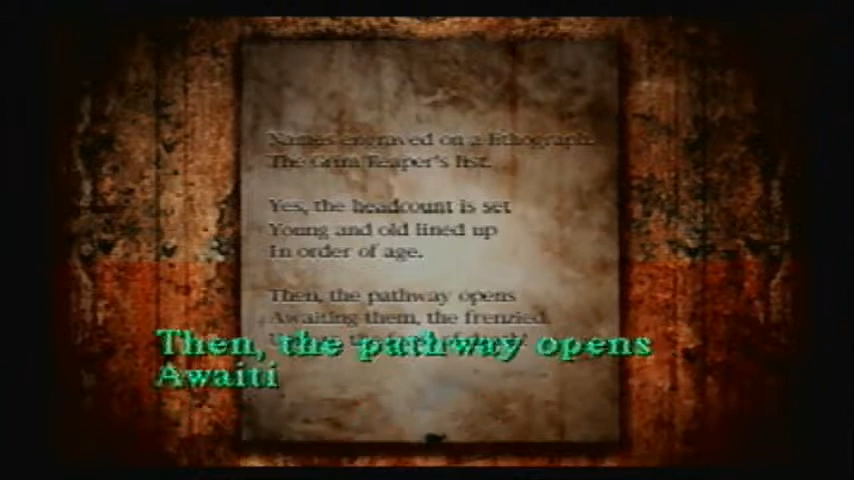 Names engraved on a lithograph.
The Grim Reaper's list.
Yes, the headcount is set
Young and old lined up
In order of age.
Then, the pathway opens
Awaiting them, the frenzied
Then, the pathway opens
Awaiti